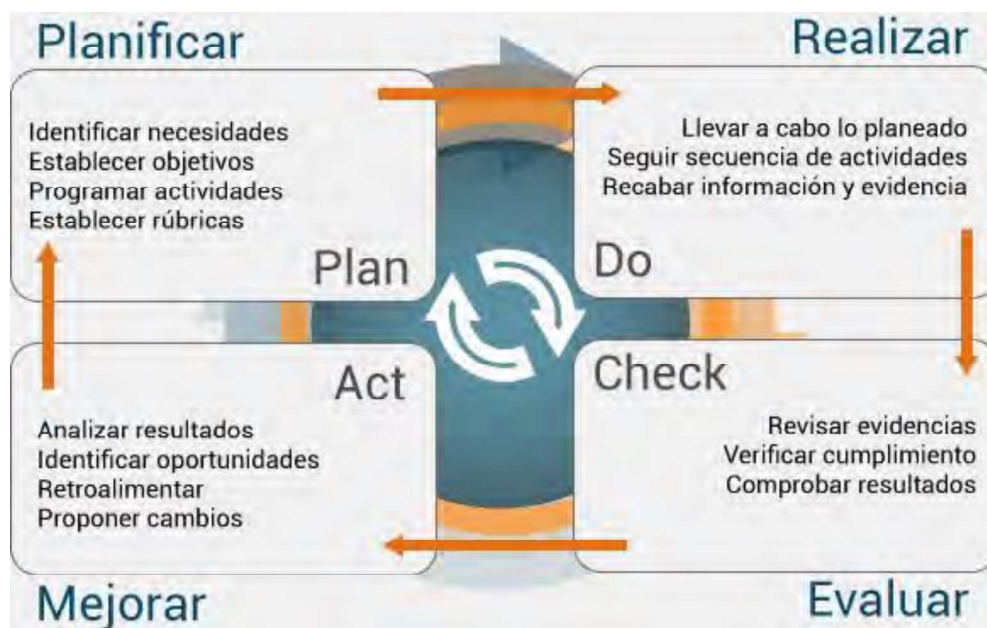 Planificar
Identificar necesidades
Establecer objetivos
Programar actividades
Establecer rúbricas
Plan
Realizar
Llevar a cabo lo planeado
Seguir secuencia de actividades
Recabar información y evidencia
Do
Act
Analizar resultados
Identificar oportunidades
Retroalimentar
Proponer cambios
Mejorar
Check
Revisar evidencias
Verificar cumplimiento
Comprobar resultados
Evaluar